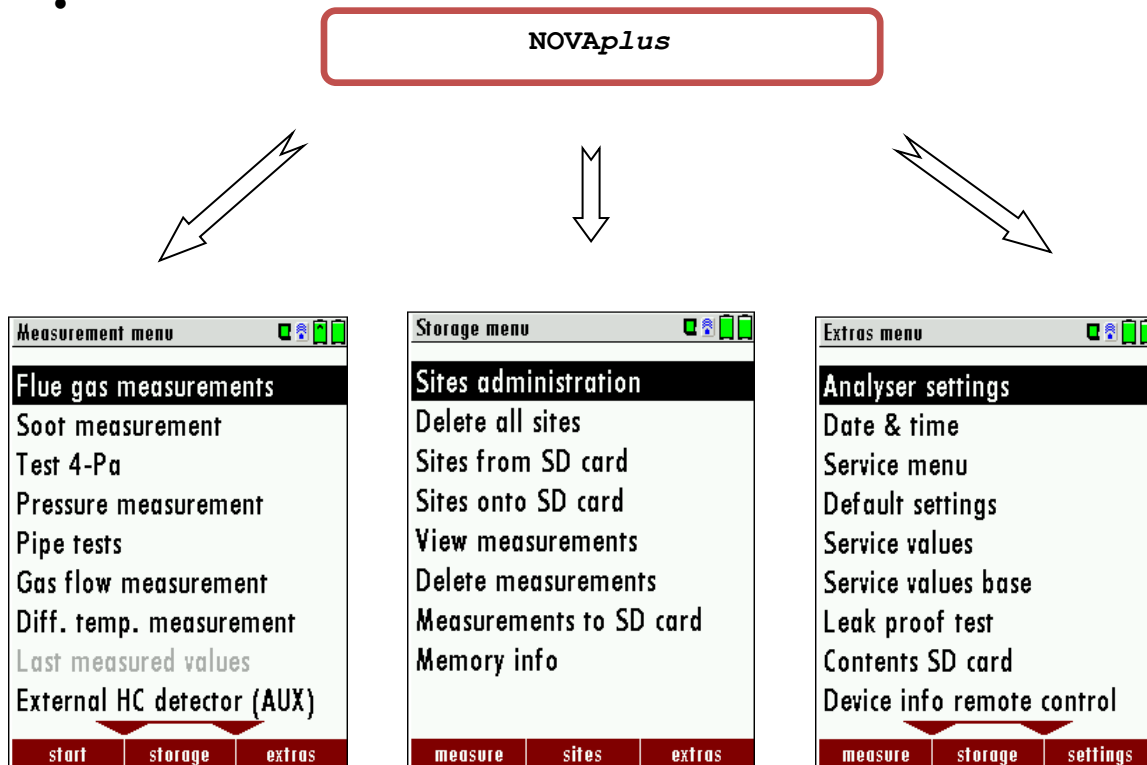 NOVAplus
Measurement menu
Flue gas measurements
Soot measurement
Test 4-Pa
Pressure measurement
Pipe tests
Gas flow measurement
Diff. temp. measurement
Last measured values
External HC detector (AUX)
start storage extras
Storage menu
Sites administration
Delete all sites
Sites from SD card
Sites onto SD card
View measurements
Delete measurements
Measurements to SD card
Memory info
measure sites extras
Extras menu
Analyser settings
Date & time
Service menu
Default settings
Service values
Service values base
Leak proof test
Contents SD card
Device info remote control
measure storage settings